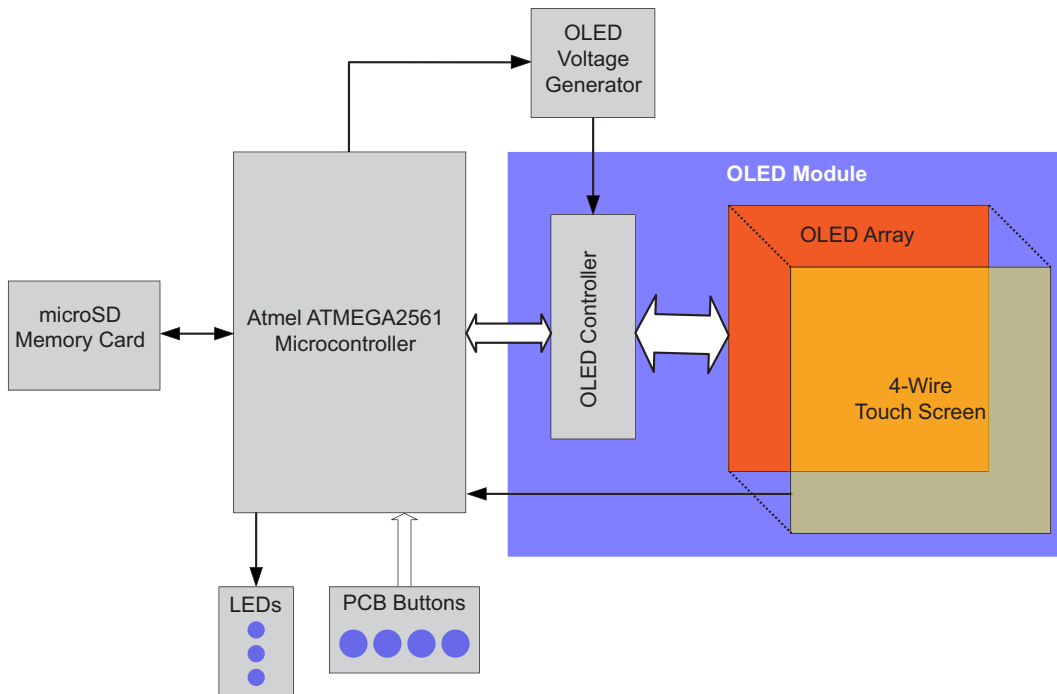 OLED
Voltage
Generator
OLED Module
OLED Array
microSD
Memory Card
Atmel ATMEGA2561
Microcontroller
OLED Controller
4-Wire
Touch Screen
LEDs
PCB Buttons